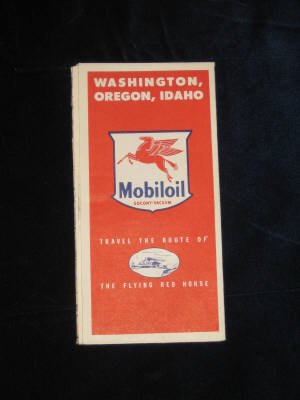 WASHINGTON,
OREGON, IDAHO
Mobiloil
SOCONY-VACUUM
TRAVEL THE ROUTE OF
THE FLYING RED HORSE